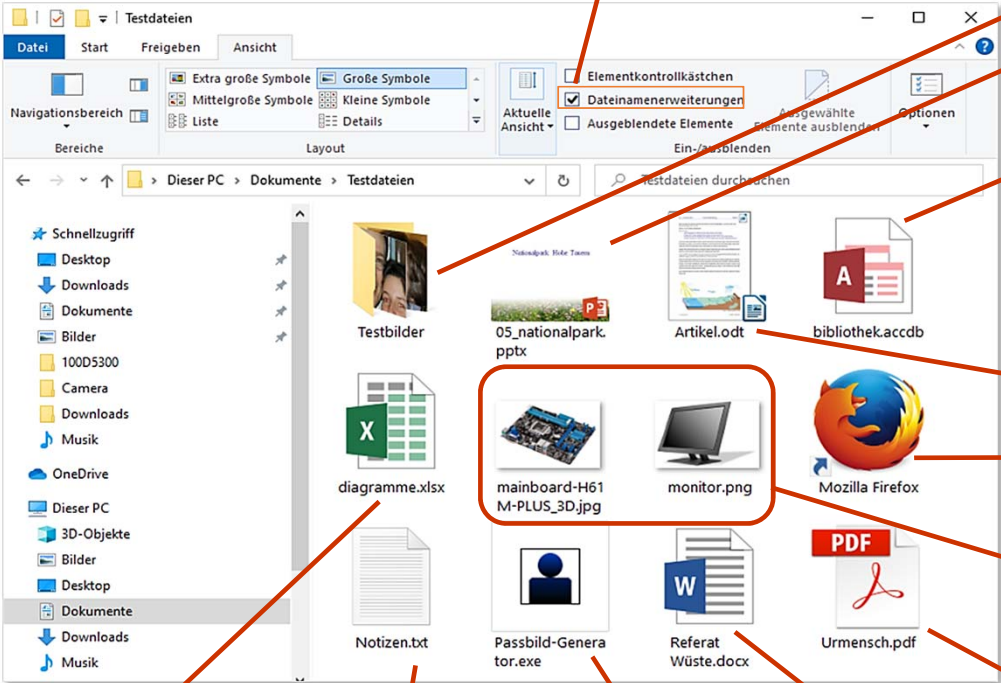 Testdateien
Datei Start Freigeben Ansicht
Navigationsbereich
Bereiche
Extra große Symbole Große Symbole
Mittelgroße Symbole Kleine Symbole
Liste Details
Layout
Aktuelle
Ansicht
Elementkontrollkästchen
Dateinamenerweiterungen
Ausgeblendete Elemente
Ausgewählte
Elemente ausblenden
Ein-/ausblenden
Optionen
Dieser PC > Dokumente > Testdateien
Testdateien durchsuchen
Schnellzugriff
Desktop
Downloads
Dokumente
Bilder
100D5300
Camera
Downloads
Musik
OneDrive
Dieser PC
3D-Objekte
Bilder
Desktop
Dokumente
Downloads
Musik
Testbilder
Nationalpark Hohe Tauern
P
05_nationalpark.
pptx
Artikel.odt
A
bibliothek.accdb
X
diagramme.xlsx
mainboard-H61
M-PLUS_3D.jpg
monitor.png
Mozilla Firefox
Notizen.txt
Passbild-Genera
tor.exe
W
Referat
Wüste.docx
PDF
Urmensch.pdf